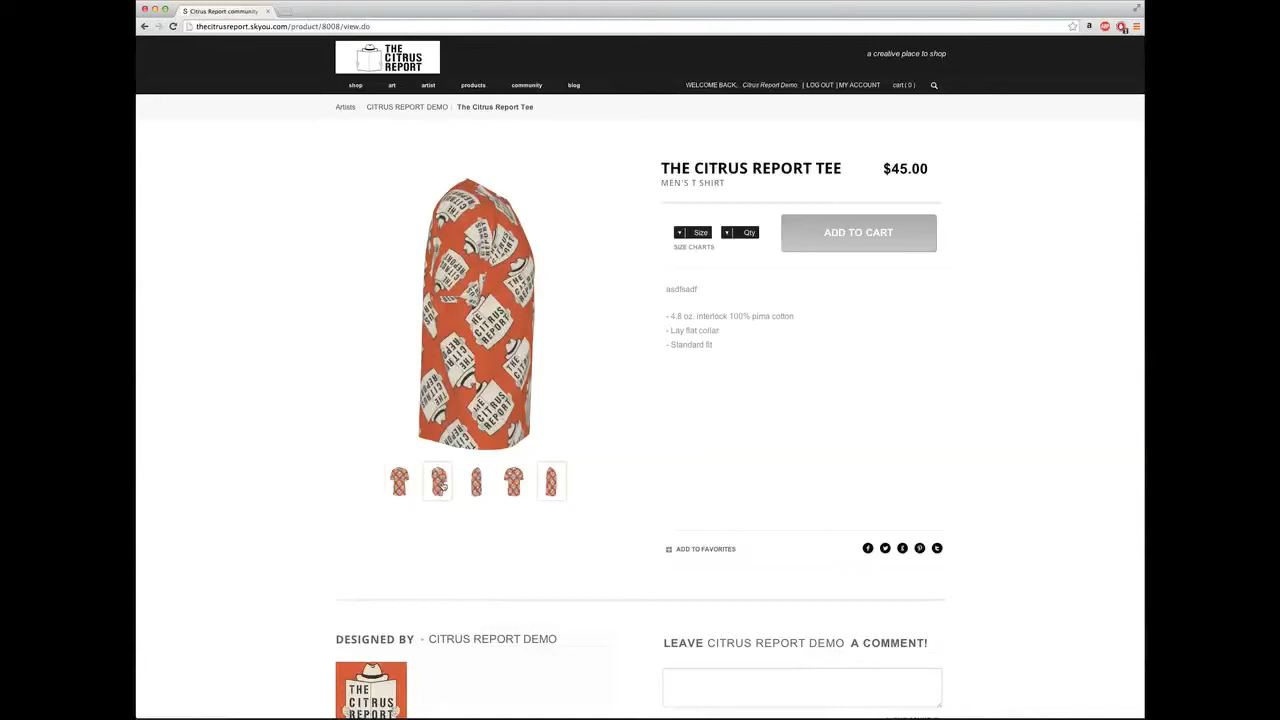 Citrus Report community
thecitrusreport.skyou.com/product/8008/view.do
THE
CITRUS
REPORT
a creative place to shop
shop
art
artist
products
community
blog
WELCOME BACK, Citrus Report Demo | LOG OUT | MY ACCOUNT
cart ( 0 )
Artists
CITRUS REPORT DEMO
The Citrus Report Tee
THE CITRUS REPORT TEE
$45.00
MEN'S T SHIRT
Size
Qty
ADD TO CART
SIZE CHARTS
asdfsadf
- 4.8 oz. interlock 100% pima cotton
- Lay flat collar
- Standard fit
THE
CITRUS
REPORT
ADD TO FAVORITES
DESIGNED BY
CITRUS REPORT DEMO
LEAVE CITRUS REPORT DEMO A COMMENT!
THE
CITRUS
REPORT